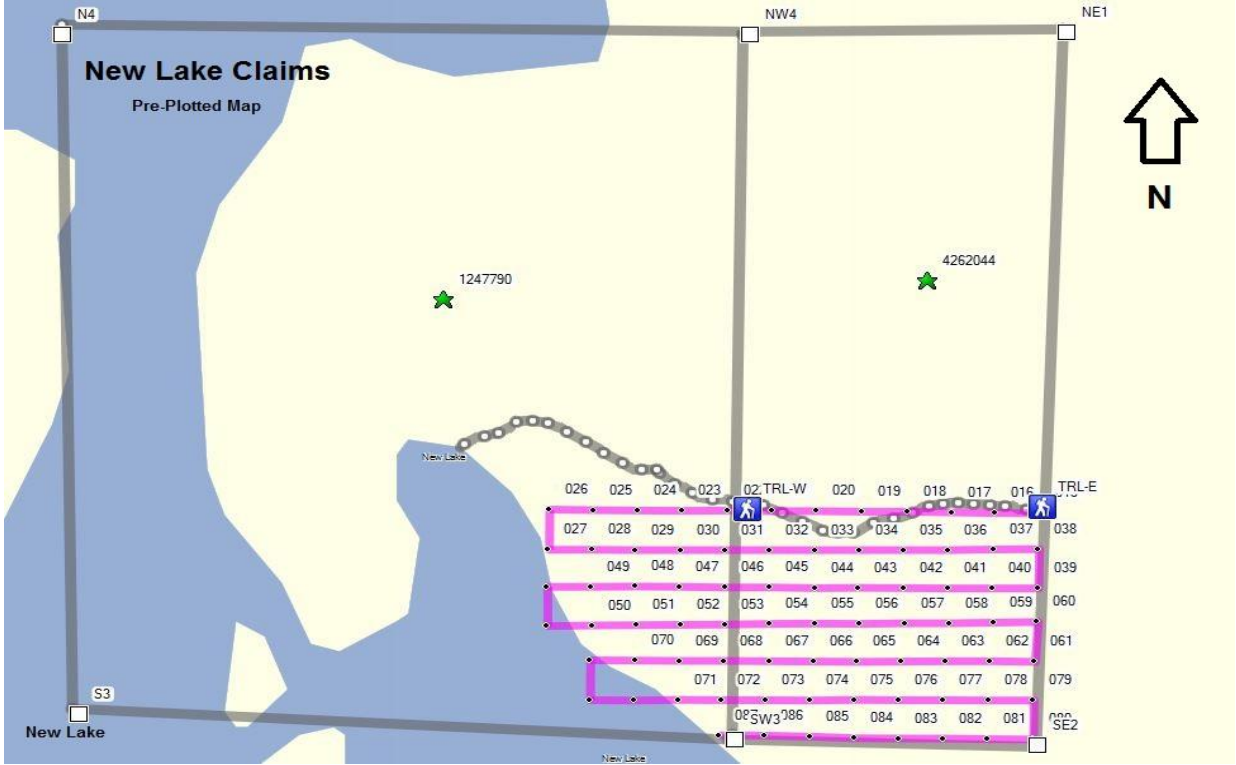 N4
NW4
NE1
New Lake Claims
Pre-Plotted Map
N
4262044
1247790
New Lake
026 025 024 023 TRL-W 020 019 018 017 016 TRL-E
027 028 029 030 031 032 033 034 035 036 037 038
049 048 047 046 045 044 043 042 041 040 039
050 051 052 053 054 055 056 057 058 059 060
070 069 068 067 066 065 064 063 062 061
071 072 073 074 075 076 077 078 079
S3
SW3 086 085 084 083 082 081 SE2
New Lake
New Lake